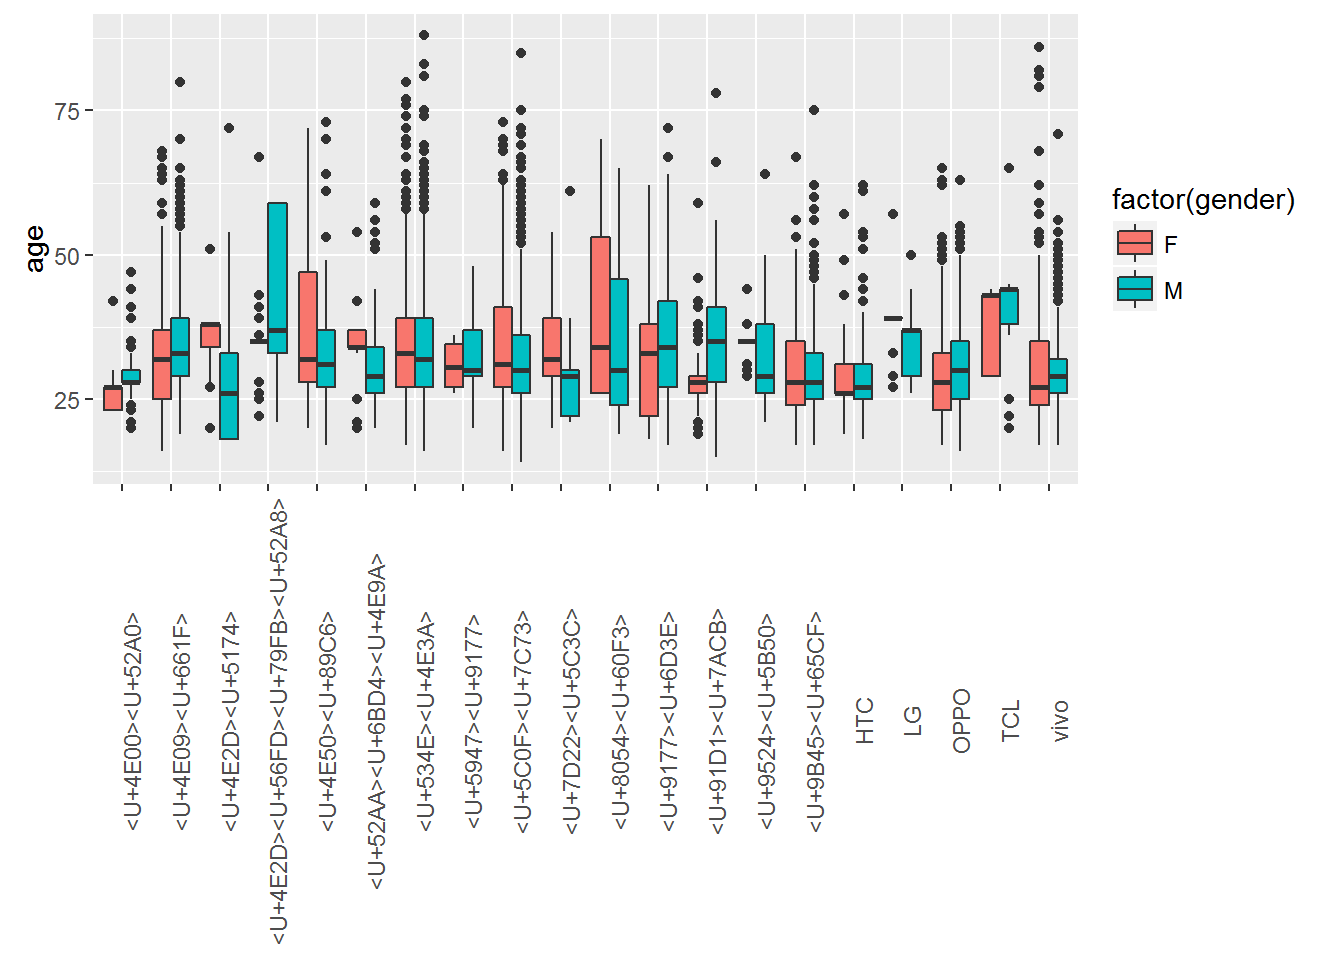 75
50
25
age
factor(gender)
F
M
<U+4E00><U+52A0>
<U+4E09><U+661F>
<U+4E2D><U+5174>
<U+4E2D><U+56FD><U+79FB><U+52A8>
<U+4E50><U+89C6>
<U+52AA><U+6BD4><U+4E9A>
<U+534E><U+4E3A>
<U+5947><U+9177>
<U+5C0F><U+7C73>
<U+7D22><U+5C3C>
<U+8054><U+60F3>
<U+9177><U+6D3E>
<U+91D1><U+7ACB>
<U+9524><U+5B50>
<U+9B45><U+65CF>
HTC
LG
OPPO
TCL
vivo